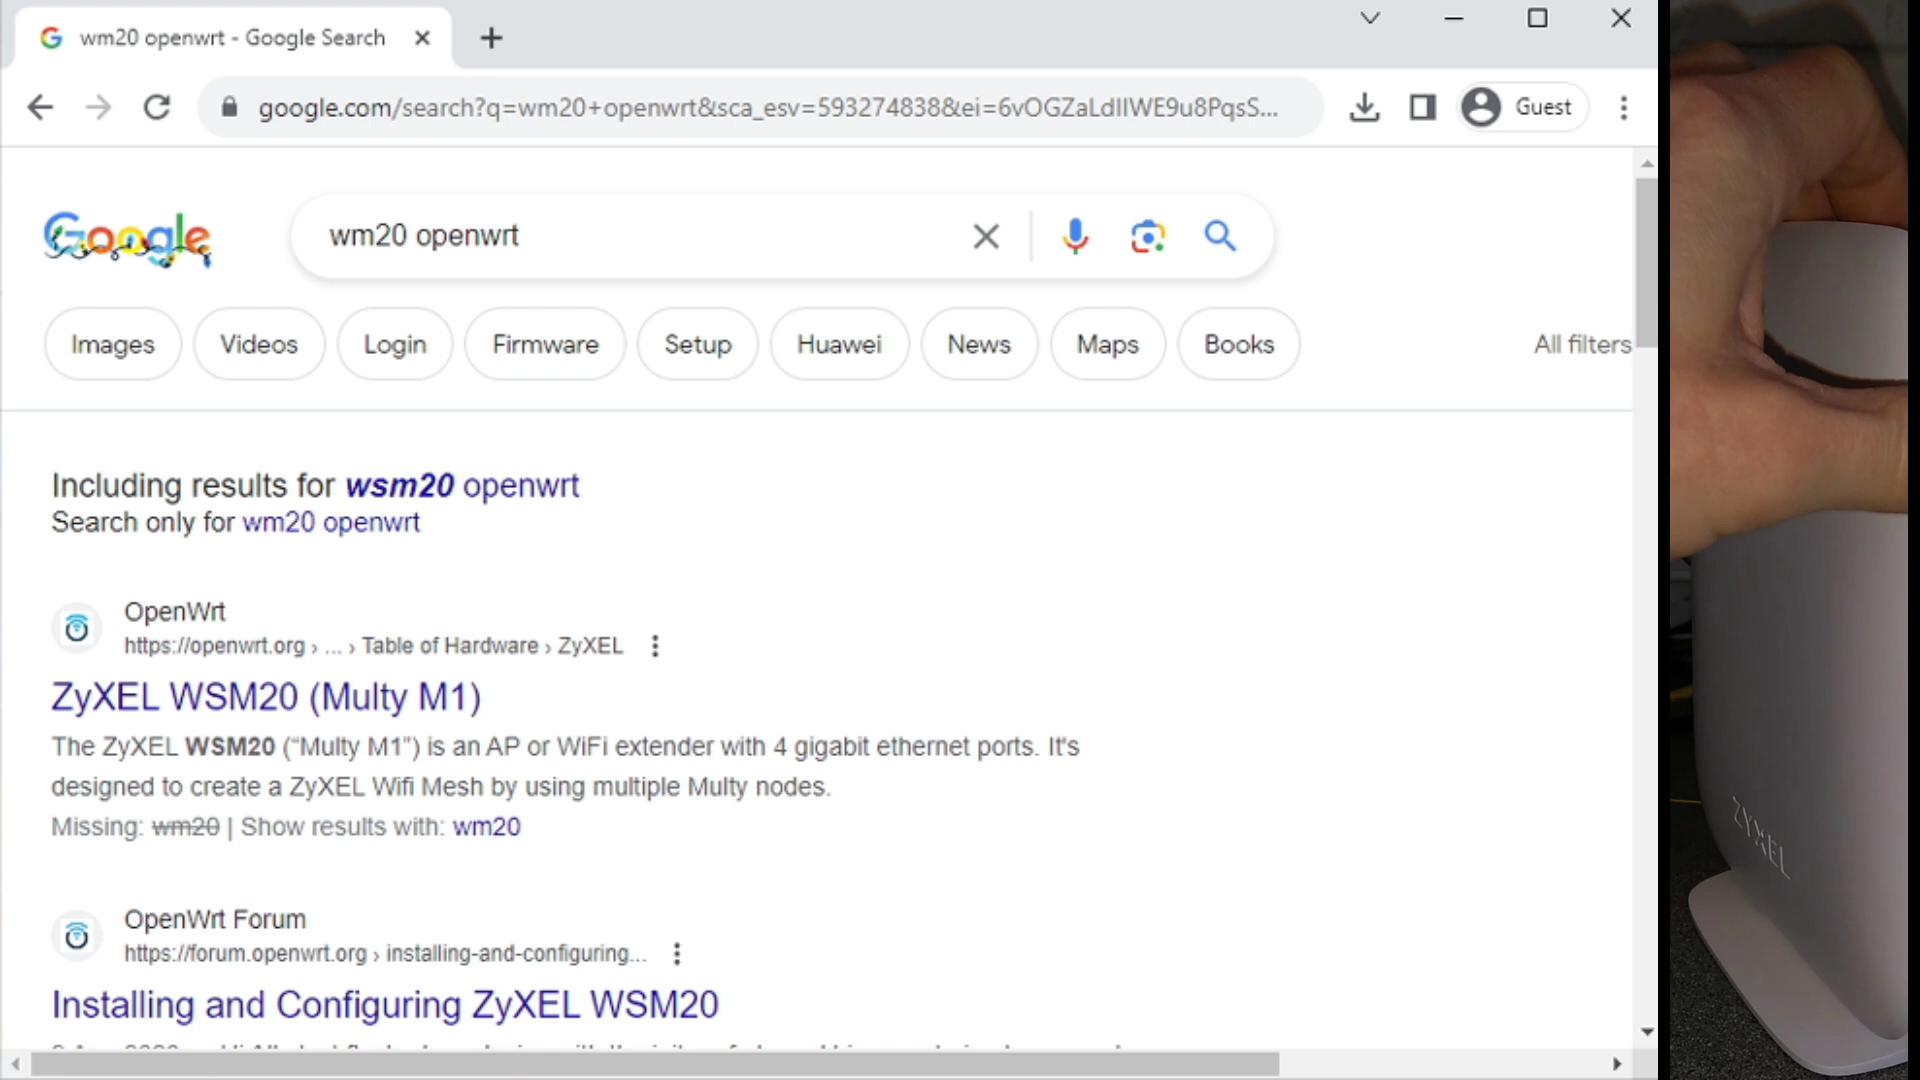 wm20 openwrt - Google Search
google.com/search?q=wm20+openwrt&sca_esv=593274838&ei=6vOGZaLdIIWE9u8PqsS...
Guest
Google
wm20 openwrt
Images
Videos
Login
Firmware
Setup
Huawei
News
Maps
Books
All filters
Including results for wsm20 openwrt
Search only for wm20 openwrt
OpenWrt
https://openwrt.org › ... › Table of Hardware › ZyXEL
ZyXEL WSM20 (Multy M1)
The ZyXEL WSM20 (“Multy M1”) is an AP or WiFi extender with 4 gigabit ethernet ports. It's
designed to create a ZyXEL Wifi Mesh by using multiple Multy nodes.
Missing: wm20 | Show results with: wm20
OpenWrt Forum
https://forum.openwrt.org › installing-and-configuring...
Installing and Configuring ZyXEL WSM20
ZYXEL